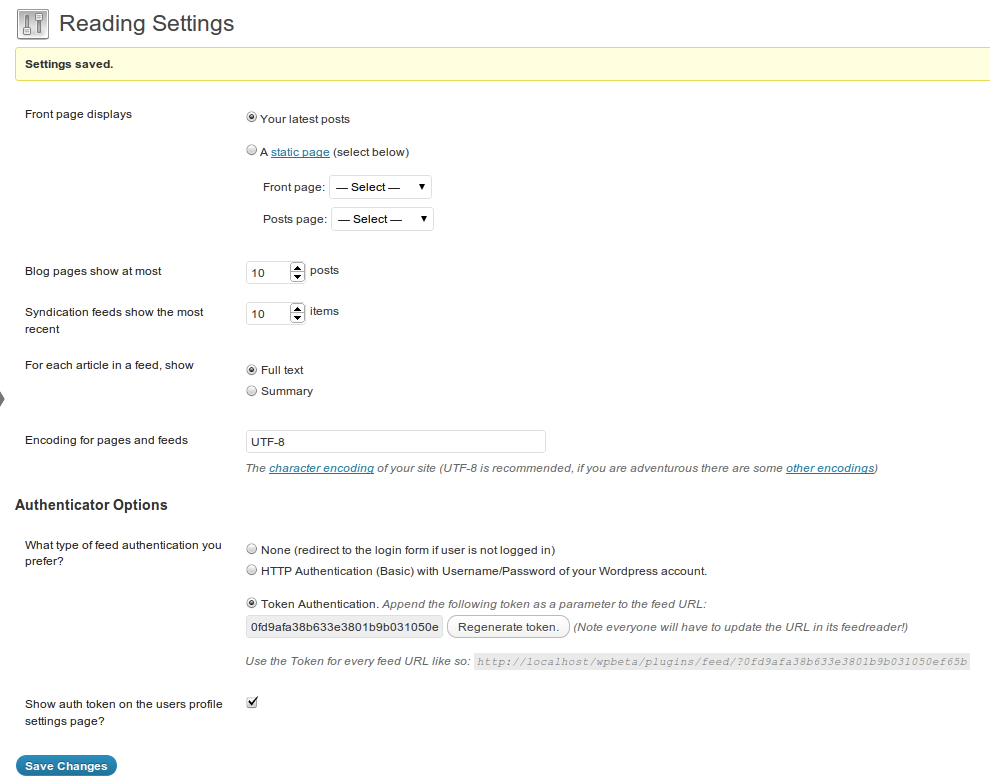 Reading Settings
Settings saved.
Front page displays
Your latest posts
A static page (select below)
Front page: — Select —
Posts page: — Select —
Blog pages show at most 10 posts
Syndication feeds show the most recent 10 items
For each article in a feed, show
Full text
Summary
Encoding for pages and feeds UTF-8
The character encoding of your site (UTF-8 is recommended, if you are adventurous there are some other encodings)
Authenticator Options
What type of feed authentication you prefer?
None (redirect to the login form if user is not logged in)
HTTP Authentication (Basic) with Username/Password of your Wordpress account.
Token Authentication. Append the following token as a parameter to the feed URL:
0fd9afa38b633e3801b9b031050e Regenerate token. (Note everyone will have to update the URL in its feedreader!)
Use the Token for every feed URL like so: http://localhost/wpbeta/plugins/feed/70fd9afa38b633e3801b9b031050ef65b
Show auth token on the users profile settings page?
Save Changes